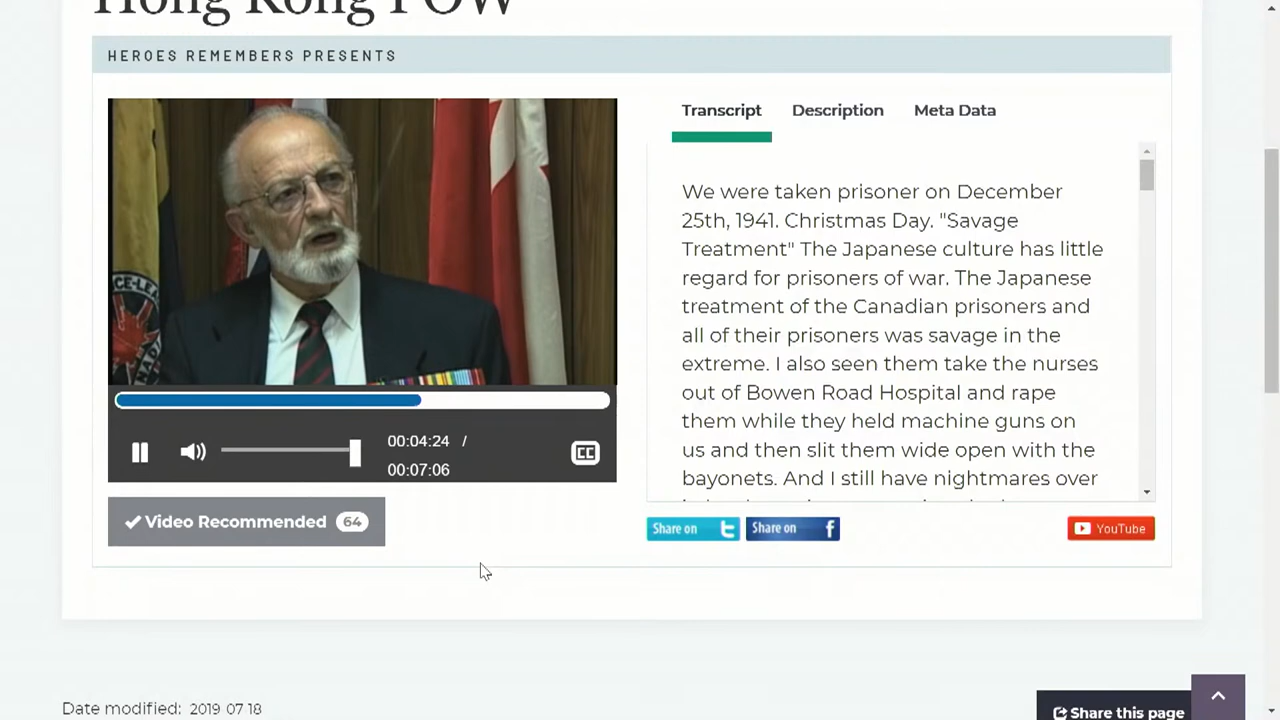 Hong Kong POW
HEROES REMEMBERS PRESENTS
Transcript
Description
Meta Data
We were taken prisoner on December
25th, 1941. Christmas Day. "Savage
Treatment" The Japanese culture has little
regard for prisoners of war. The Japanese
treatment of the Canadian prisoners and
all of their prisoners was savage in the
extreme. I also seen them take the nurses
out of Bowen Road Hospital and rape
them while they held machine guns on
us and then slit them wide open with the
bayonets. And I still have nightmares over
00:04:24 /
00:07:06
CC
Video Recommended 64
Share on
Share on f
YouTube
Date modified: 2019 07 18
Share this page